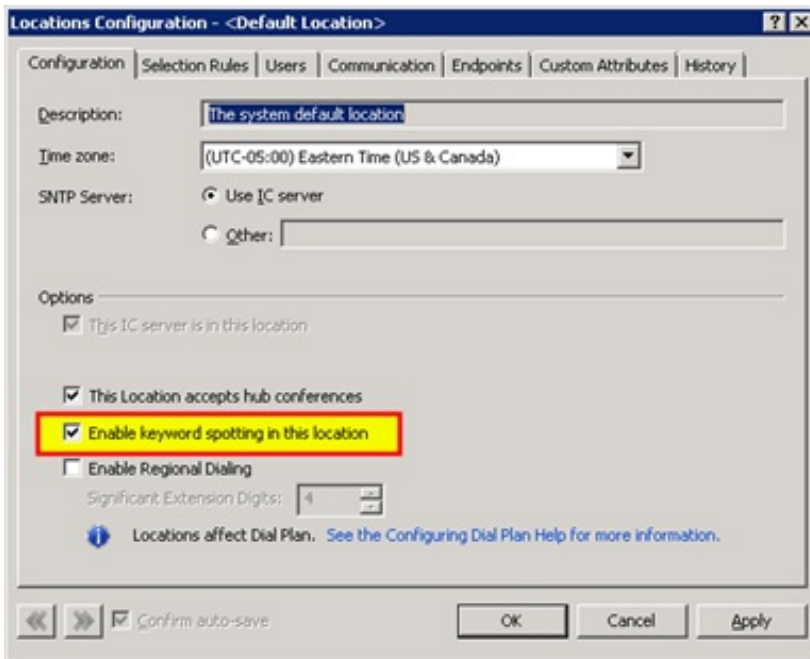 Locations Configuration - <Default Location>
Configuration Selection Rules Users Communication Endpoints Custom Attributes History
Description: The system default location
Time zone: (UTC-05:00) Eastern Time (US & Canada)
SNTP Server: Use IC server
Other:
Options
This IC server is in this location
This Location accepts hub conferences
Enable keyword spotting in this location
Enable Regional Dialing
Significant Extension Digits: 4
Locations affect Dial Plan. See the Configuring Dial Plan Help for more information.
Confirm auto-save OK Cancel Apply